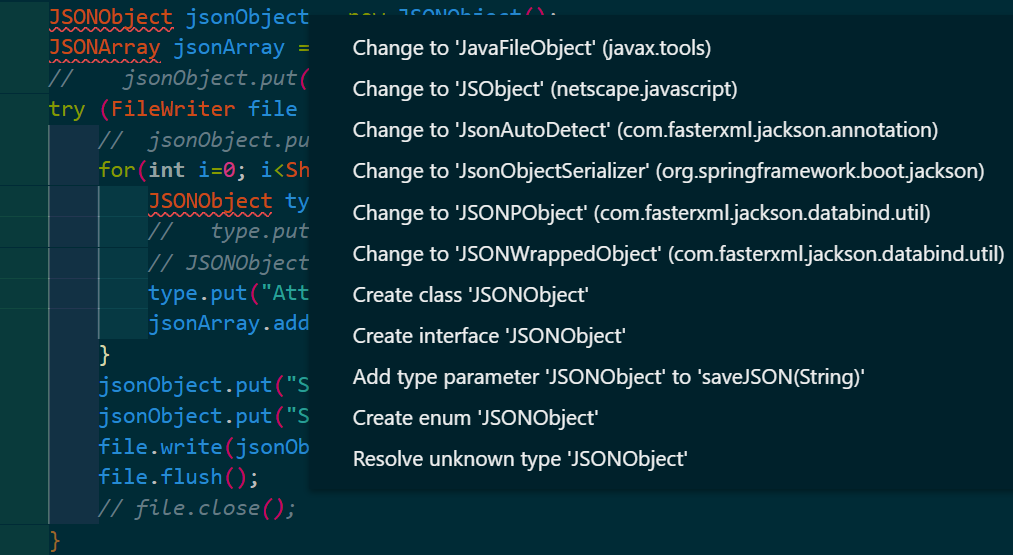 JSONObject jsonObject = new JSONObject();
JSONArray jsonArray =
// jsonObject.put(
try (FileWriter file
// jsonObject.pu
for(int i=0; i<Sh
JSONObject ty
// type.put
// JSONObject
type.put("Att
jsonArray.add
}
jsonObject.put("S
jsonObject.put("S
file.write(jsonOb
file.flush();
// file.close();
}
Change to 'JavaFileObject' (javax.tools)
Change to 'JSObject' (netscape.javascript)
Change to 'JsonAutoDetect' (com.fasterxml.jackson.annotation)
Change to 'JsonObjectSerializer' (org.springframework.boot.jackson)
Change to 'JSONPObject' (com.fasterxml.jackson.databind.util)
Change to 'JSONWrappedObject' (com.fasterxml.jackson.databind.util)
Create class 'JSONObject'
Create interface 'JSONObject'
Add type parameter 'JSONObject' to 'saveJSON(String)'
Create enum 'JSONObject'
Resolve unknown type 'JSONObject'